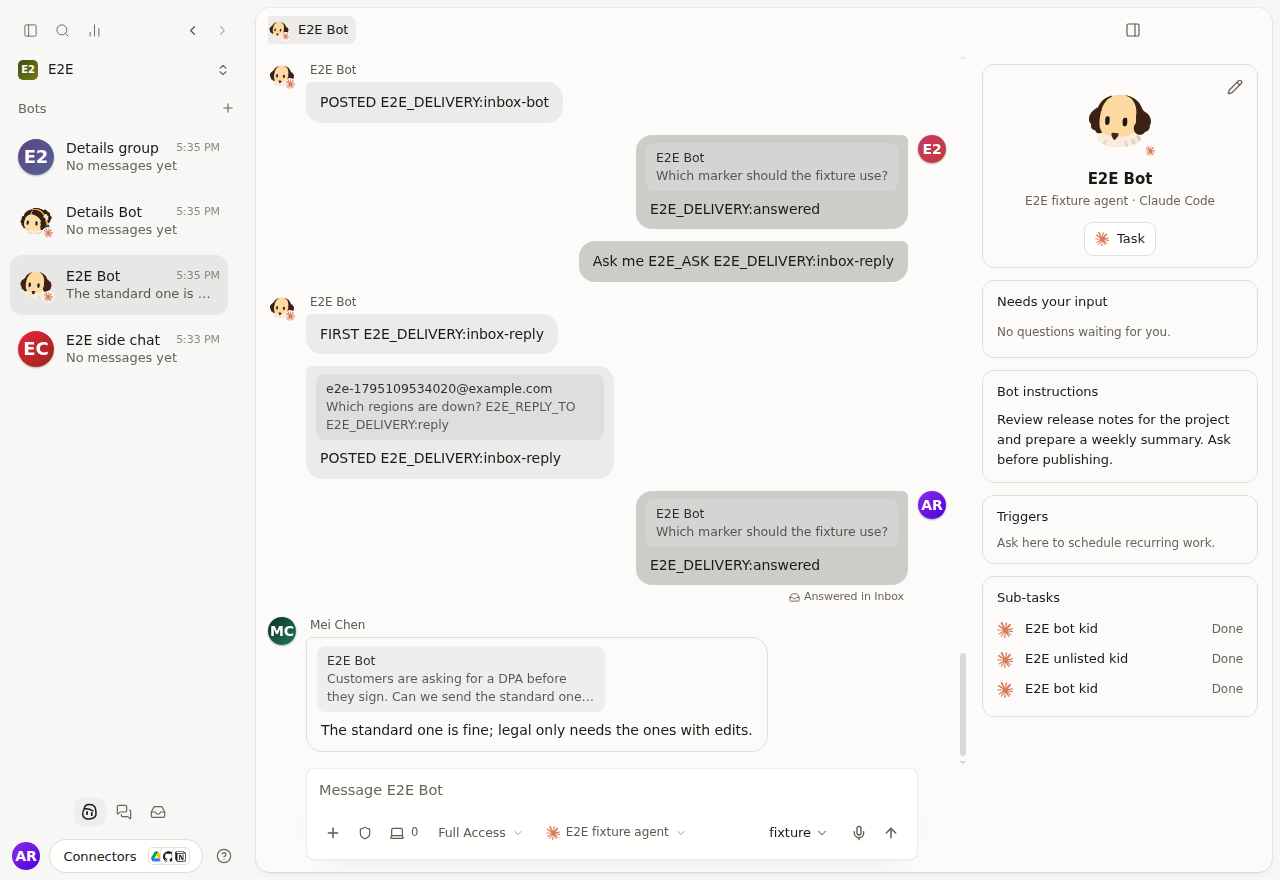 E2 E2E
Bots
E2 Details group 5:35 PM
No messages yet
Details Bot 5:35 PM
No messages yet
E2E Bot 5:35 PM
The standard one is …
EC E2E side chat 5:33 PM
No messages yet
AR Connectors
E2E Bot
E2E Bot
POSTED E2E_DELIVERY:inbox-bot
E2
E2E Bot
Which marker should the fixture use?
E2E_DELIVERY:answered
Ask me E2E_ASK E2E_DELIVERY:inbox-reply
E2E Bot
FIRST E2E_DELIVERY:inbox-reply
e2e-1795109534020@example.com
Which regions are down? E2E_REPLY_TO
E2E_DELIVERY:reply
POSTED E2E_DELIVERY:inbox-reply
AR
E2E Bot
Which marker should the fixture use?
E2E_DELIVERY:answered
Answered in Inbox
MC Mei Chen
E2E Bot
Customers are asking for a DPA before
they sign. Can we send the standard one…
The standard one is fine; legal only needs the ones with edits.
Message E2E Bot
0 Full Access E2E fixture agent fixture
E2E Bot
E2E fixture agent · Claude Code
Task
Needs your input
No questions waiting for you.
Bot instructions
Review release notes for the project
and prepare a weekly summary. Ask
before publishing.
Triggers
Ask here to schedule recurring work.
Sub-tasks
E2E bot kid Done
E2E unlisted kid Done
E2E bot kid Done